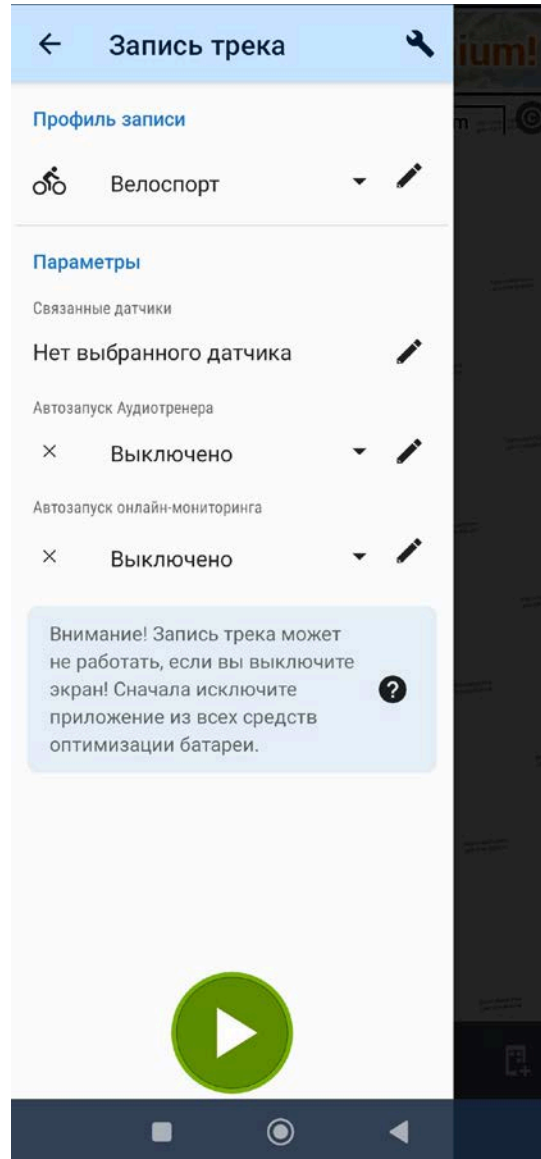 Запись трека
ium!
m
Профиль записи
Велоспорт
Параметры
Связанные датчики
Нет выбранного датчика
Автозапуск Аудиотренера
Выключено
Автозапуск онлайн-мониторинга
Выключено
Внимание! Запись трека может
не работать, если вы выключите
экран! Сначала исключите
приложение из всех средств
оптимизации батареи.